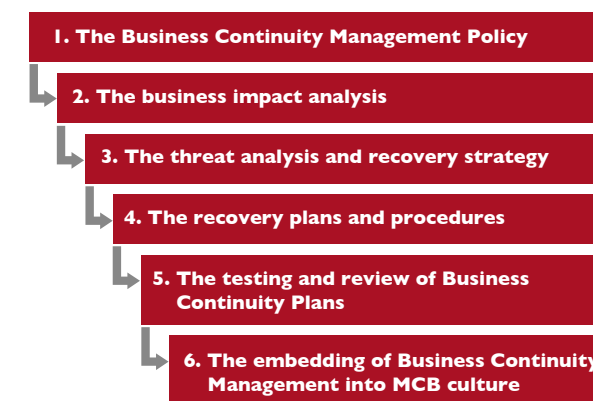 1. The Business Continuity Management Policy
2. The business impact analysis
3. The threat analysis and recovery strategy
4. The recovery plans and procedures
5. The testing and review of Business
Continuity Plans
6. The embedding of Business Continuity
Management into MCB culture